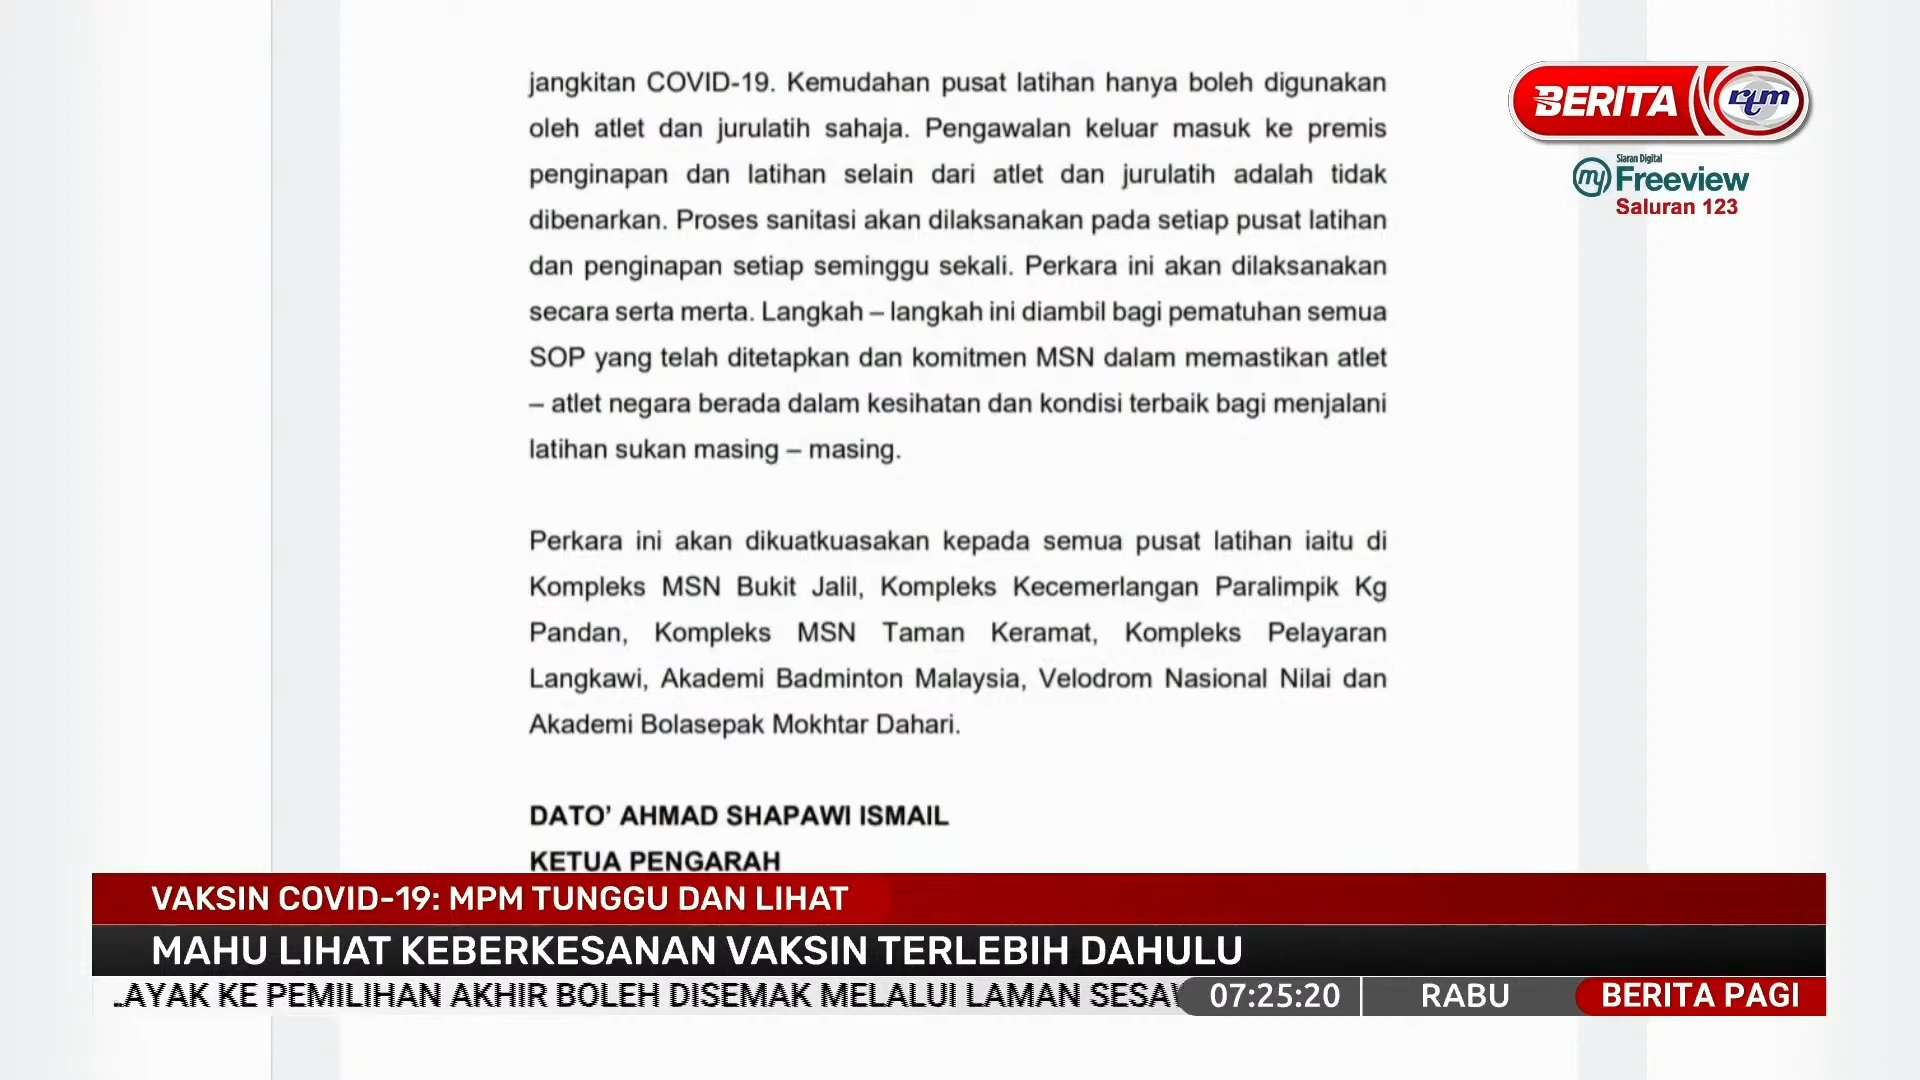 jangkitan COVID-19. Kemudahan pusat latihan hanya boleh digunakan
oleh atlet dan jurulatih sahaja. Pengawalan keluar masuk ke premis
penginapan dan latihan selain dari atlet dan jurulatih adalah tidak
dibenarkan. Proses sanitasi akan dilaksanakan pada setiap pusat latihan
dan penginapan setiap seminggu sekali. Perkara ini akan dilaksanakan
secara serta merta. Langkah – langkah ini diambil bagi pematuhan semua
SOP yang telah ditetapkan dan komitmen MSN dalam memastikan atlet
– atlet negara berada dalam kesihatan dan kondisi terbaik bagi menjalani
latihan sukan masing – masing.
Perkara ini akan dikuatkuasakan kepada semua pusat latihan iaitu di
Kompleks MSN Bukit Jalil, Kompleks Kecemerlangan Paralimpik Kg
Pandan, Kompleks MSN Taman Keramat, Kompleks Pelayaran
Langkawi, Akademi Badminton Malaysia, Velodrom Nasional Nilai dan
Akademi Bolasepak Mokhtar Dahari.
DATO' AHMAD SHAPAWI ISMAIL
KETUA PENGARAH
BERITA rtm
Siaran Digital
my Freeview
Saluran 123
VAKSIN COVID-19: MPM TUNGGU DAN LIHAT
MAHU LIHAT KEBERKESANAN VAKSIN TERLEBIH DAHULU
AYAK KE PEMILIHAN AKHIR BOLEH DISEMAK MELALUI LAMAN
07:25:20
RABU
BERITA PAGI